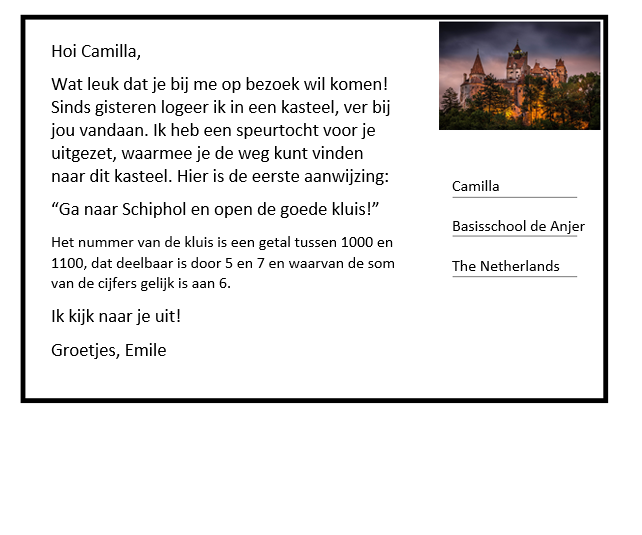 Hoi Camilla,
Wat leuk dat je bij me op bezoek wil komen!
Sinds gisteren logeer ik in een kasteel, ver bij
jou vandaan. Ik heb een speurtocht voor je
uitgezet, waarmee je de weg kunt vinden
naar dit kasteel. Hier is de eerste aanwijzing:
“Ga naar Schiphol en open de goede kluis!”
Het nummer van de kluis is een getal tussen 1000 en
1100, dat deelbaar is door 5 en 7 en waarvan de som
van de cijfers gelijk is aan 6.
Ik kijk naar je uit!
Groetjes, Emile
Camilla
Basisschool de Anjer
The Netherlands